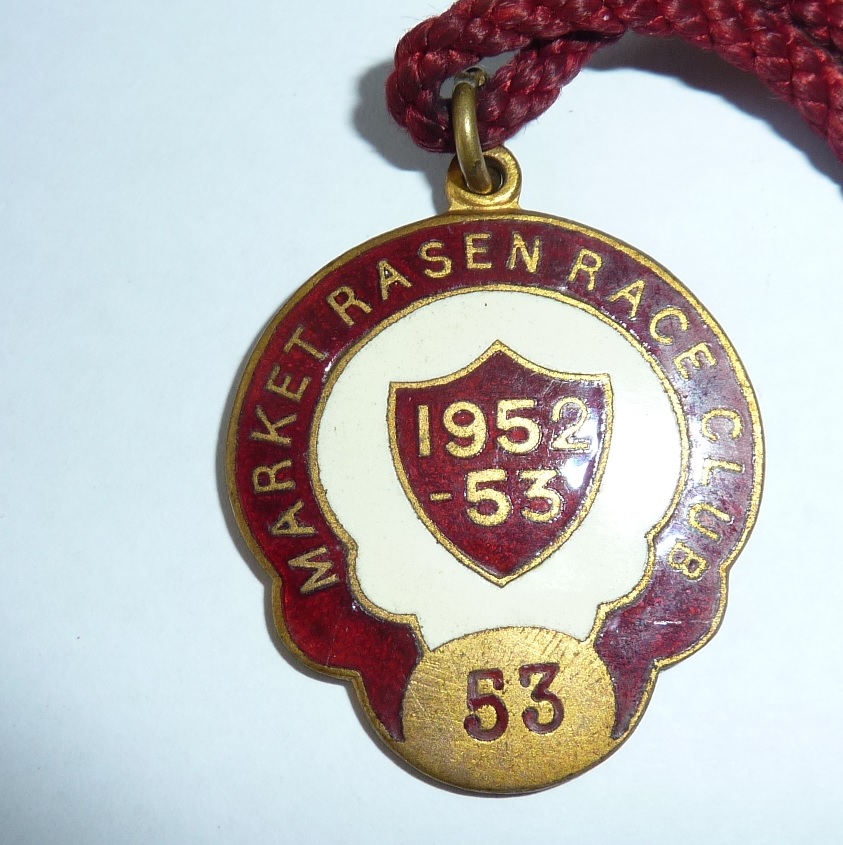 MARKET RASEN RACE CLUB
1952
-53
53